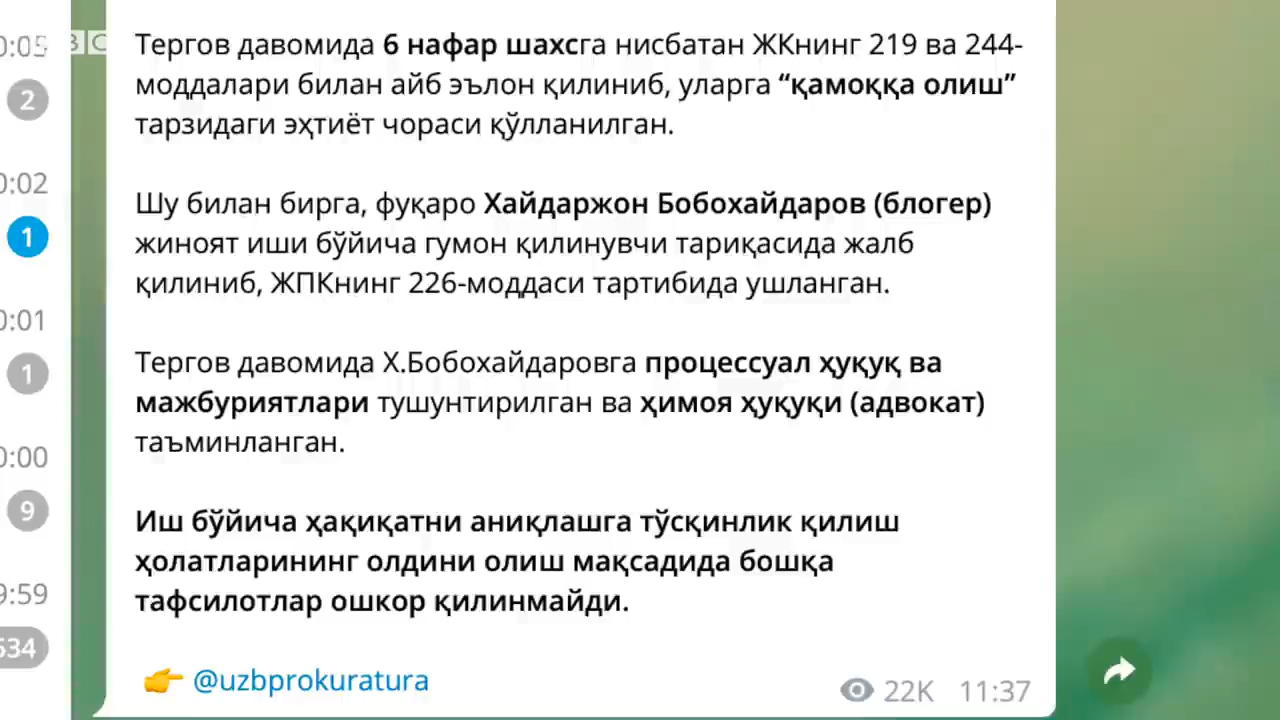 Тергов давомида 6 нафар шахсга нисбатан ЖКнинг 219 ва 244-
моддалари билан айб эълон қилиниб, уларга “қамоққа олиш”
тарзидаги эҳтиёт чораси қўлланилган.
Шу билан бирга, фуқаро Хайдаржон Бобохайдаров (блогер)
жиноят иши бўйича гумон қилинувчи тариқасида жалб
қилиниб, ЖПКнинг 226-моддаси тартибида ушланган.
Тергов давомида Х.Бобохайдаровга процессуал ҳуқуқ ва
мажбуриятлари тушунтирилган ва ҳимоя ҳуқуқи (адвокат)
таъминланган.
Иш бўйича ҳақиқатни аниқлашга тўсқинлик қилиш
ҳолатларининг олдини олиш мақсадида бошқа
тафсилотлар ошкор қилинмайди.
👉 @uzbprokuratura
22K 11:37
0:05
2
0:02
1
0:01
1
0:00
9
9:59
534